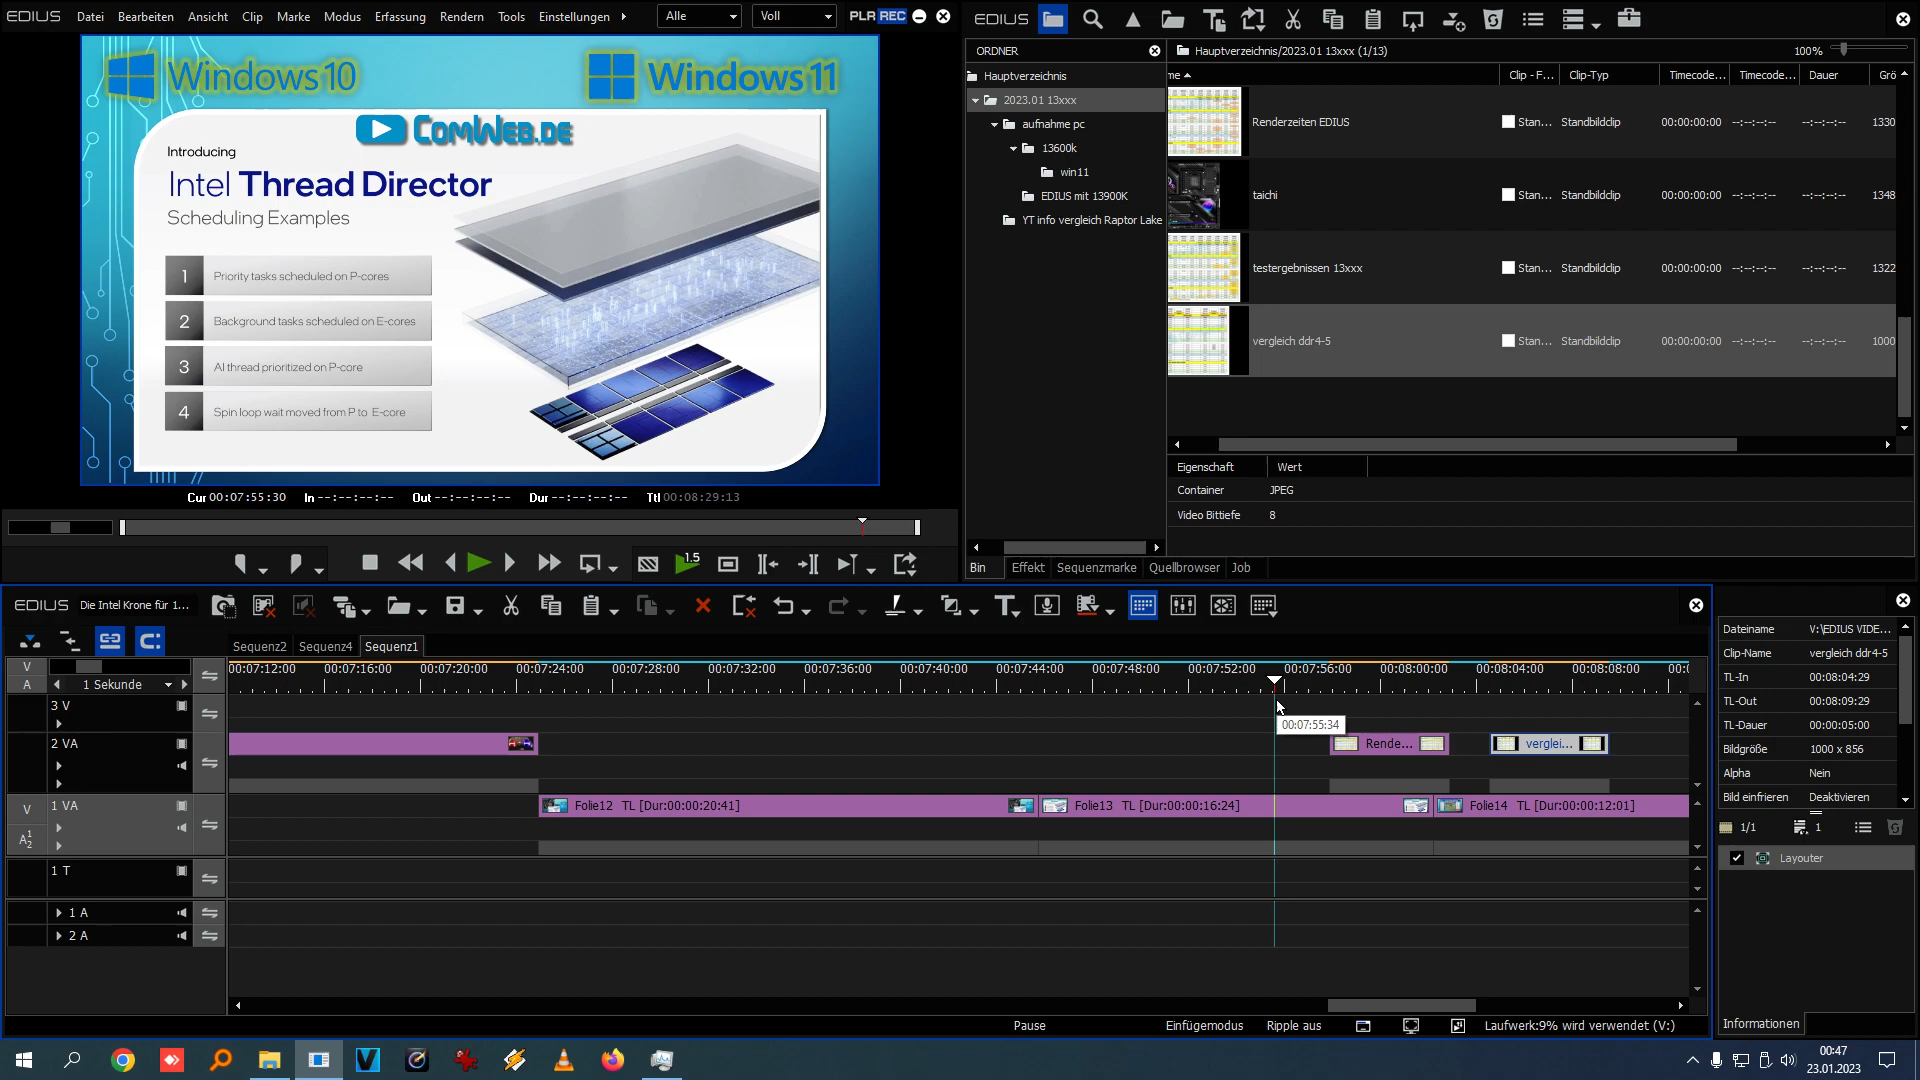 EDIUS Datei Bearbeiten Ansicht Clip Marke Modus Erfassung Rendern Tools Einstellungen Alle Voll PLR REC
Windows 10 Windows 11
ComWeb.de
Introducing
Intel Thread Director
Scheduling Examples
1 Priority tasks scheduled on P-cores
2 Background tasks scheduled on E-cores
3 AI thread prioritized on P-core
4 Spin loop wait moved from P to E-core
Cur 00:07:55:30 In --:--:--:-- Out --:--:--:-- Dur --:--:--:-- Ttl 00:08:29:13
1.5
EDIUS
ORDNER
Hauptverzeichnis
2023.01 13xxx
aufnahme pc
13600k
win11
EDIUS mit 13900K
YT info vergleich Raptor Lake
Hauptverzeichnis/2023.01 13xxx (1/13) 100%
me Clip - F... Clip-Typ Timecode... Timecode... Dauer Grö
Renderzeiten EDIUS Stan... Standbildclip 00:00:00:00 --:--:--:-- --:--:--:-- 1330
taichi Stan... Standbildclip 00:00:00:00 --:--:--:-- --:--:--:-- 1348
testergebnissen 13xxx Stan... Standbildclip 00:00:00:00 --:--:--:-- --:--:--:-- 1322
vergleich ddr4-5 Stan... Standbildclip 00:00:00:00 --:--:--:-- --:--:--:-- 1000
Eigenschaft Wert
Container JPEG
Video Bittiefe 8
Bin Effekt Sequenzmarke Quellbrowser Job
EDIUS Die Intel Krone für 1...
Sequenz2 Sequenz4 Sequenz1
V 00:07:12:00 00:07:16:00 00:07:20:00 00:07:24:00 00:07:28:00 00:07:32:00 00:07:36:00 00:07:40:00 00:07:44:00 00:07:48:00 00:07:52:00 00:07:56:00 00:08:00:00 00:08:04:00 00:08:08:00 00:0
A 1 Sekunde
3 V
00:07:55:34
2 VA Rende... verglei...
V 1 VA Folie12 TL [Dur:00:00:20:41] Folie13 TL [Dur:00:00:16:24] Folie14 TL [Dur:00:00:12:01]
A 1 2
1 T
1 A
2 A
Pause Einfügemodus Ripple aus Laufwerk:9% wird verwendet (V:)
Dateiname V:\EDIUS VIDE...
Clip-Name vergleich ddr4-5
TL-In 00:08:04:29
TL-Out 00:08:09:29
TL-Dauer 00:00:05:00
Bildgröße 1000 x 856
Alpha Nein
Bild einfrieren Deaktivieren
1/1 1
Layouter
Informationen
00:47
23.01.2023